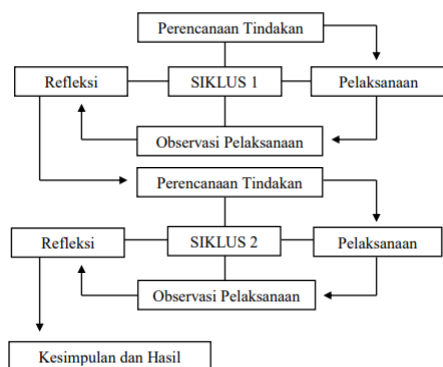 Perencanaan Tindakan
Refleksi
SIKLUS 1
Pelaksanaan
Observasi Pelaksanaan
Perencanaan Tindakan
Refleksi
SIKLUS 2
Pelaksanaan
Observasi Pelaksanaan
Kesimpulan dan Hasil